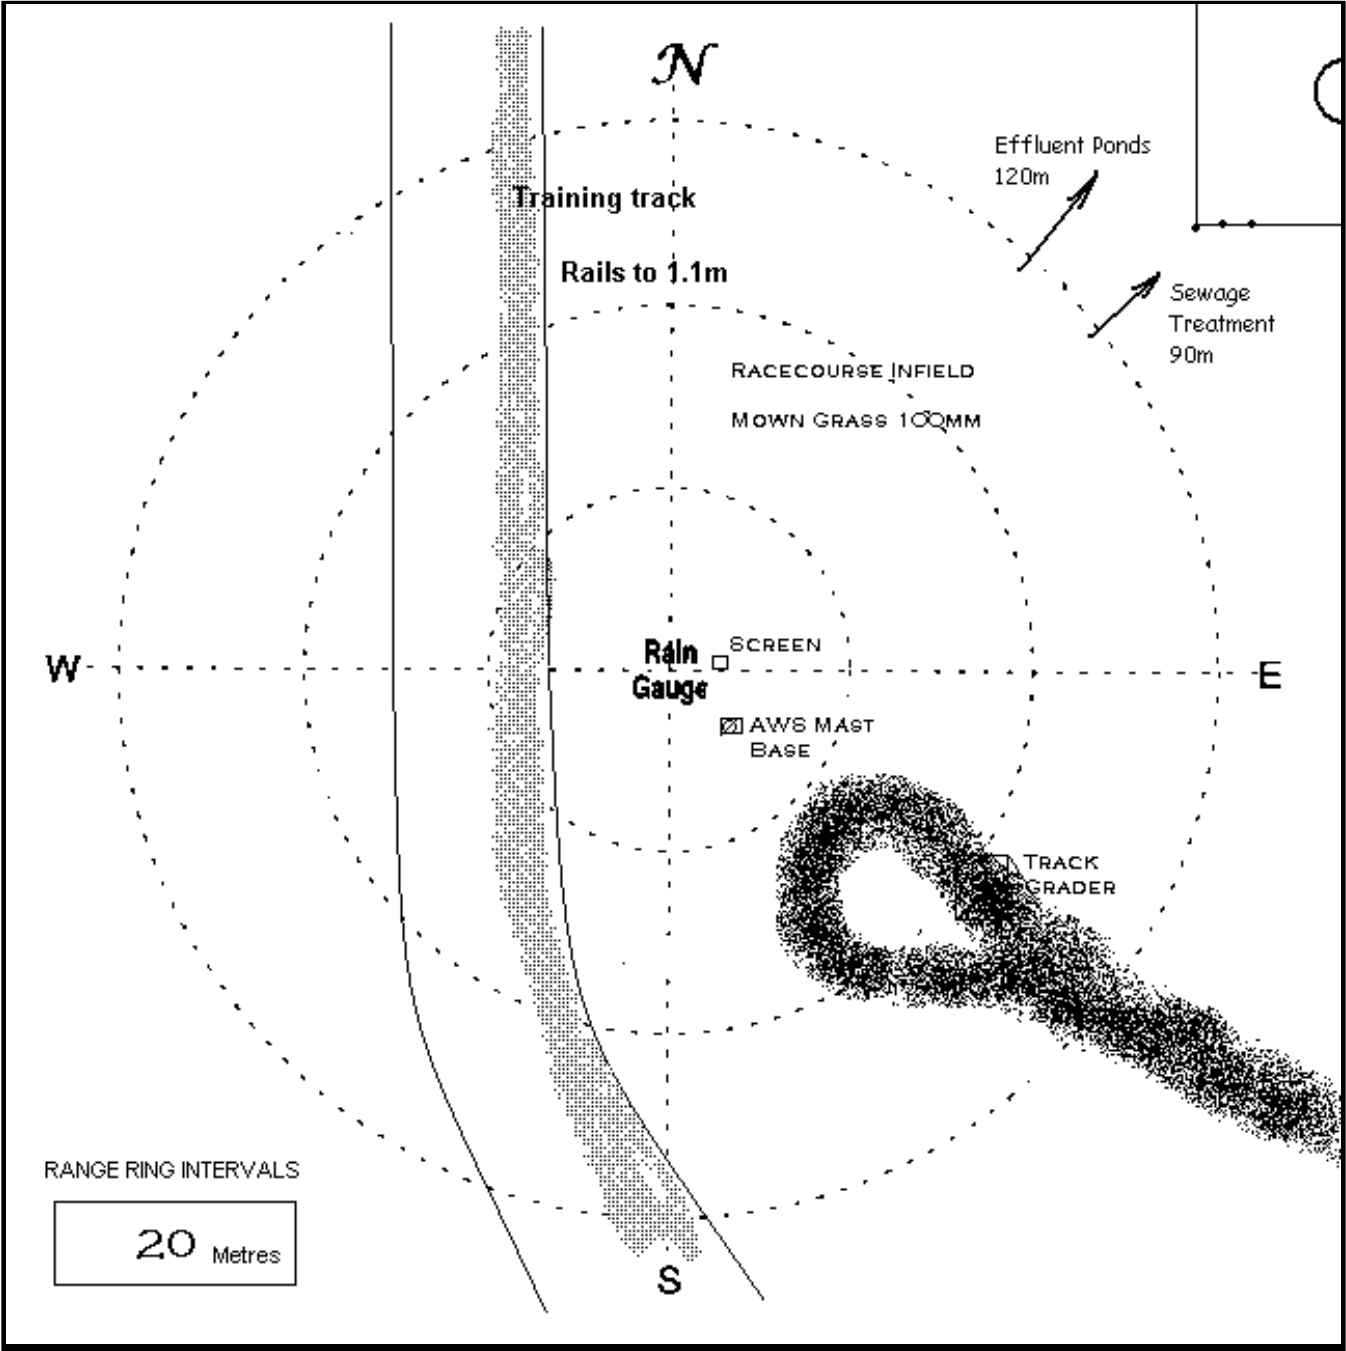 N
Effluent Ponds
120m
Training track
Rails to 1.1m
Sewage
Treatment
90m
RACECOURSE INFIELD
MOWN GRASS 100MM
W
Rain
Gauge
SCREEN
E
AWS MAST
BASE
TRACK
GRADER
RANGE RING INTERVALS
20 Metres
S